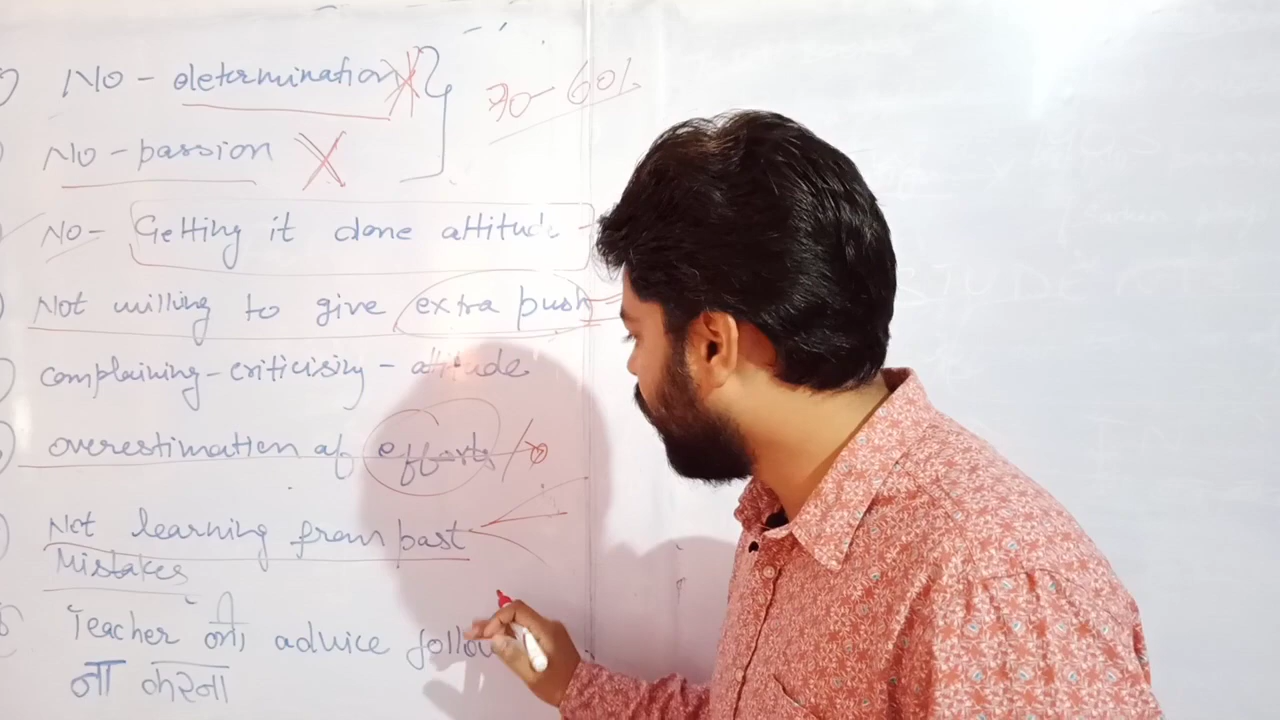 No - determination
70-60%
No - passion
No - Getting it done attitude
Not willing to give extra push
complaining - criticising - attitude
overestimation of efforts
Not learning from past
Mistakes
Teacher की advice follow
ना करना